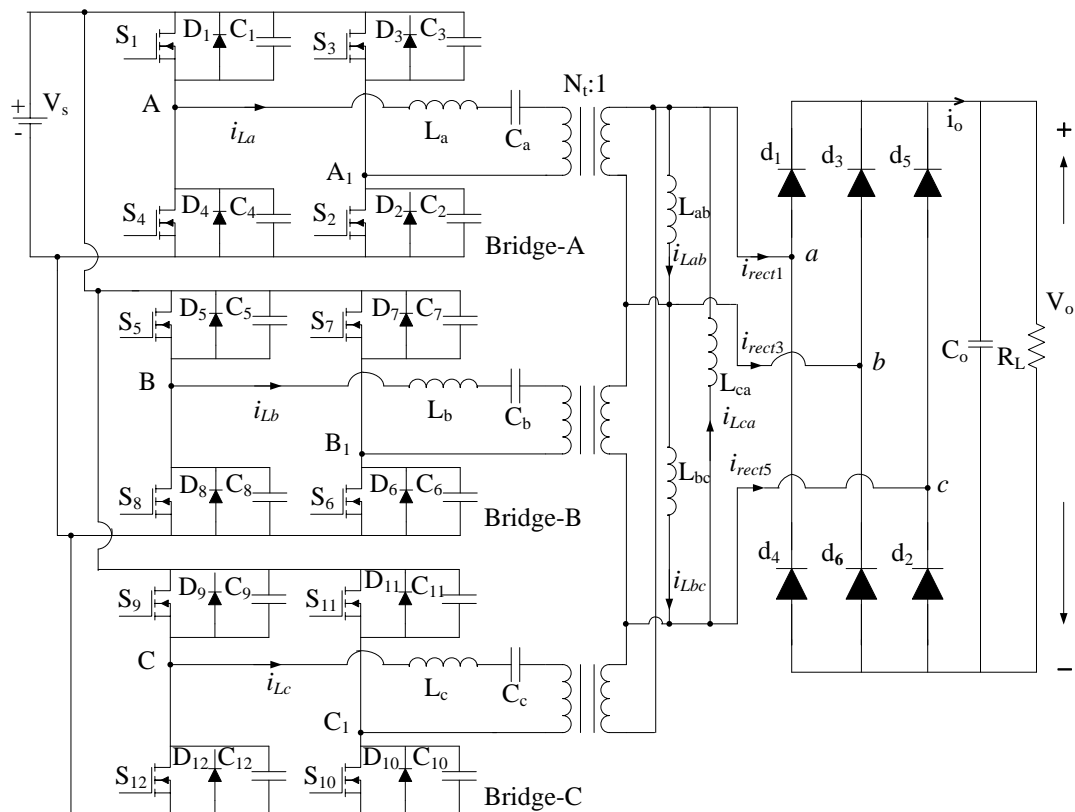 S1 D1 C1 S3 D3 C3
+
-
Vs
A
iLa
La
Ca
Nt:1
A1
S4 D4 C4 S2 D2 C2
Bridge-A
Lab
iLab
irect1
a
d1 d3 d5
io
+
S5 D5 C5 S7 D7 C7
B
iLb
Lb
Cb
B1
irect3
b
Lca
iLca
Co
RL
Vo
S8 D8 C8 S6 D6 C6
Bridge-B
Lbc
irect5
c
iLbc
d4 d6 d2
-
S9 D9 C9 S11 D11 C11
C
iLc
Lc
Cc
C1
S12 D12 C12 S10 D10 C10
Bridge-C